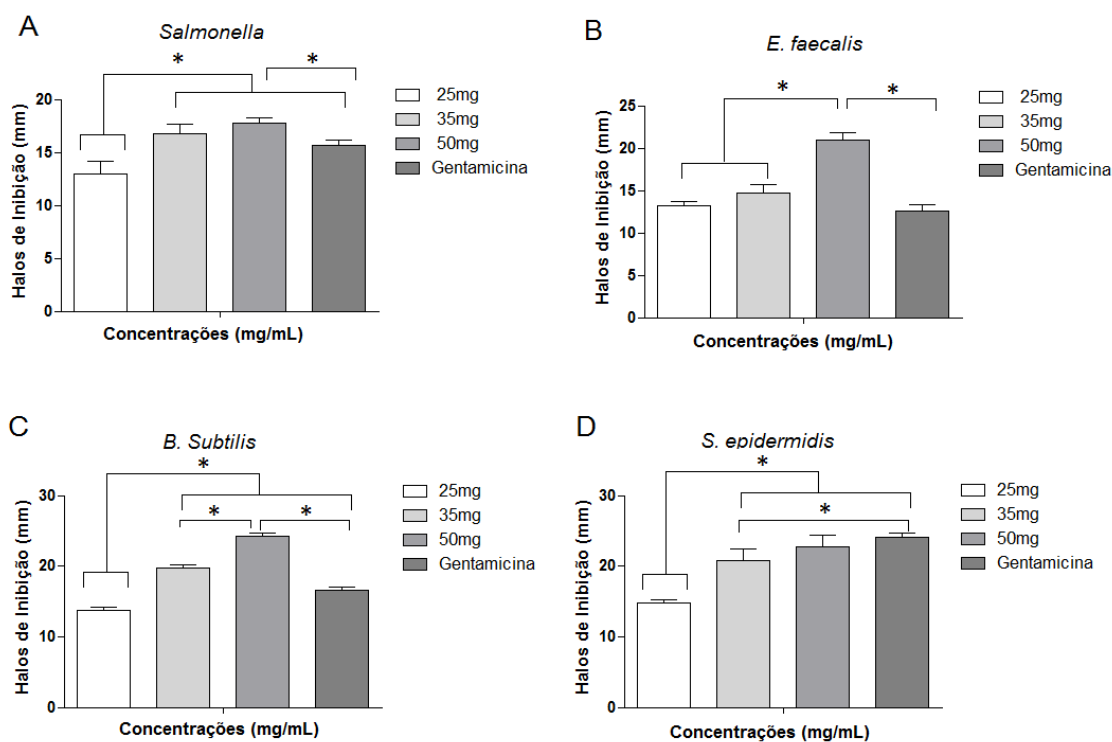 A
Salmonella
*
*
20
15
10
5
0
Halos de Inibição (mm)
Concentrações (mg/mL)
25mg
35mg
50mg
Gentamicina
B
E. faecalis
*
*
25
20
15
10
5
0
Halos de Inibição (mm)
Concentrações (mg/mL)
25mg
35mg
50mg
Gentamicina
C
B. Subtilis
*
*
*
30
20
10
0
Halos de Inibição (mm)
Concentrações (mg/mL)
25mg
35mg
50mg
Gentamicina
D
S. epidermidis
*
*
30
20
10
0
Halos de Inibição (mm)
Concentrações (mg/mL)
25mg
35mg
50mg
Gentamicina